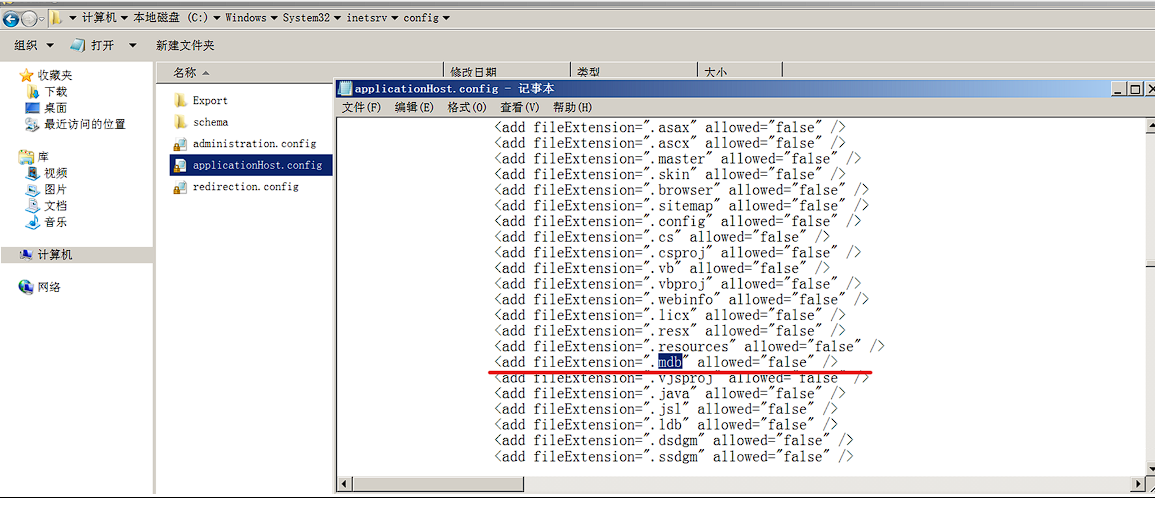 计算机 本地磁盘 (C:) Windows System32 inetsrv config
组织 打开 新建文件夹
收藏夹
下载
桌面
最近访问的位置
库
视频
图片
文档
音乐
计算机
网络
名称 修改日期 类型 大小
Export
schema
administration.config
applicationHost.config
redirection.config
applicationHost.config - 记事本
文件(F) 编辑(E) 格式(O) 查看(V) 帮助(H)
<add fileExtension=".asax" allowed="false" />
<add fileExtension=".ascx" allowed="false" />
<add fileExtension=".master" allowed="false" />
<add fileExtension=".skin" allowed="false" />
<add fileExtension=".browser" allowed="false" />
<add fileExtension=".sitemap" allowed="false" />
<add fileExtension=".config" allowed="false" />
<add fileExtension=".cs" allowed="false" />
<add fileExtension=".csproj" allowed="false" />
<add fileExtension=".vb" allowed="false" />
<add fileExtension=".vbproj" allowed="false" />
<add fileExtension=".webinfo" allowed="false" />
<add fileExtension=".licx" allowed="false" />
<add fileExtension=".resx" allowed="false" />
<add fileExtension=".resources" allowed="false" />
<add fileExtension=".mdb" allowed="false" />
<add fileExtension=".vjsproj" allowed="false" />
<add fileExtension=".java" allowed="false" />
<add fileExtension=".jsl" allowed="false" />
<add fileExtension=".ldb" allowed="false" />
<add fileExtension=".dsdgm" allowed="false" />
<add fileExtension=".ssdgm" allowed="false" />